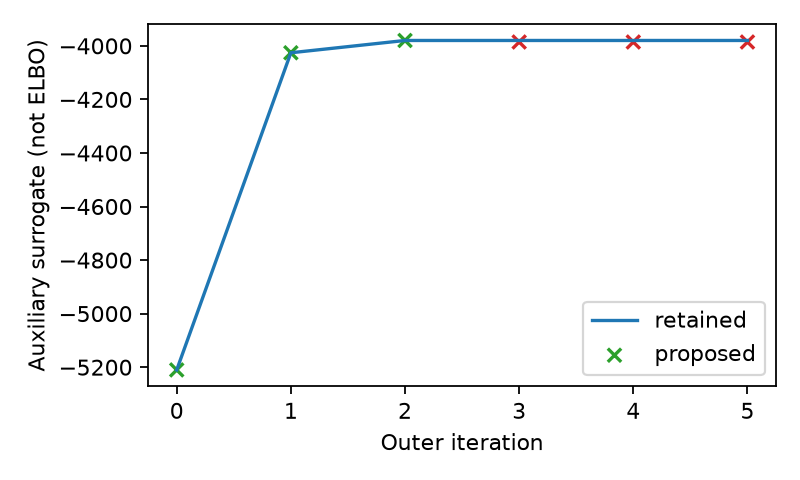 Auxiliary surrogate (not ELBO)
−4000
−4200
−4400
−4600
−4800
−5000
−5200
retained
proposed
0 1 2 3 4 5
Outer iteration